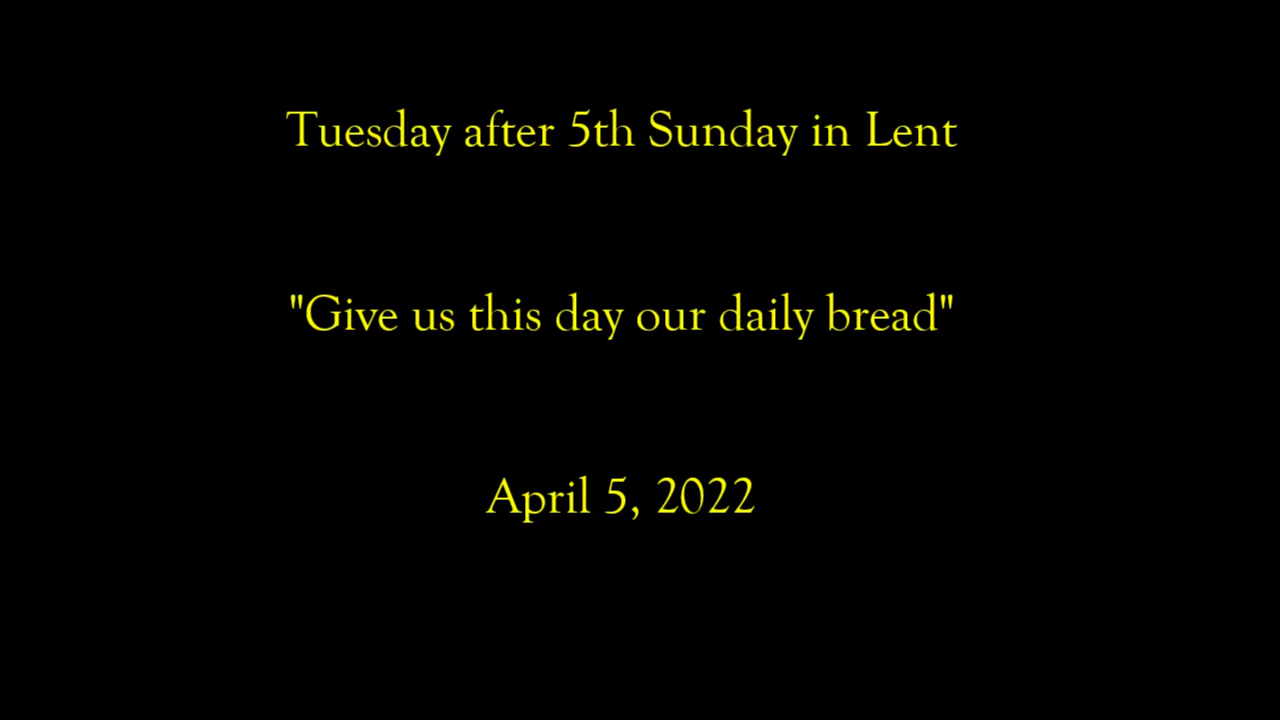 Tuesday after 5th Sunday in Lent
"Give us this day our daily bread"
April 5, 2022